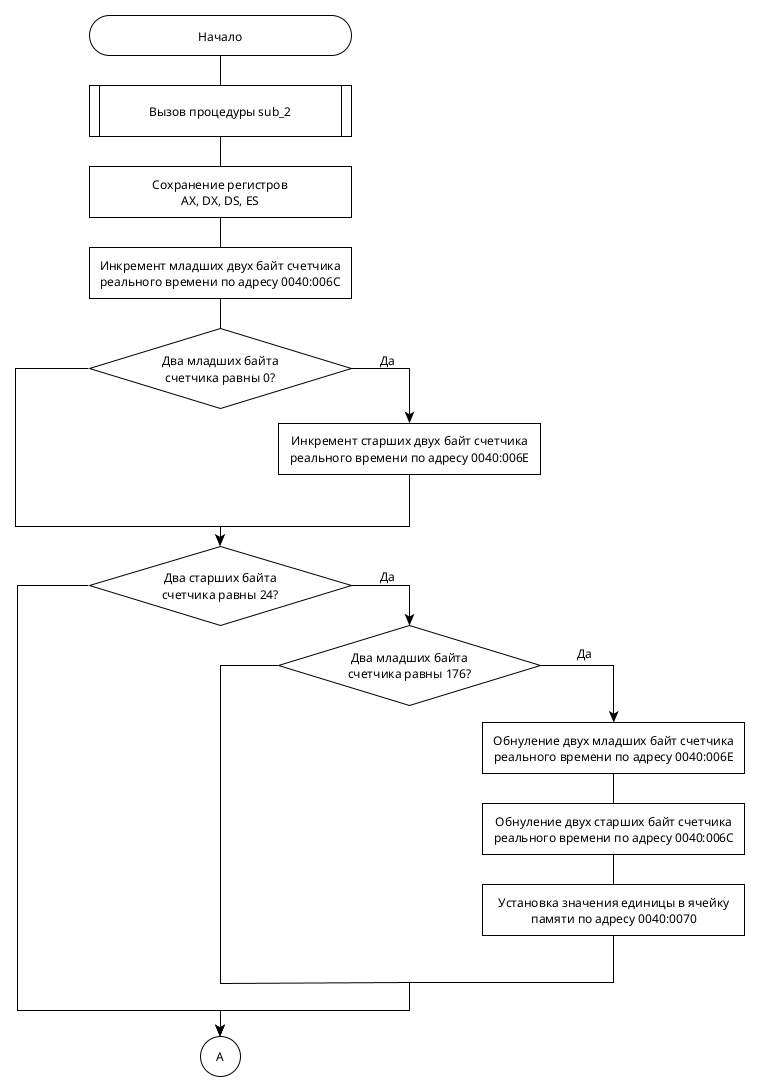 Начало
Вызов процедуры sub_2
Сохранение регистров
AX, DX, DS, ES
Инкремент младших двух байт счетчика
реального времени по адресу 0040:006C
Два младших байта
счетчика равны 0?
Да
Инкремент старших двух байт счетчика
реального времени по адресу 0040:006E
Два старших байта
счетчика равны 24?
Да
Два младших байта
счетчика равны 176?
Да
Обнуление двух младших байт счетчика
реального времени по адресу 0040:006E
Обнуление двух старших байт счетчика
реального времени по адресу 0040:006C
Установка значения единицы в ячейку
памяти по адресу 0040:0070
A